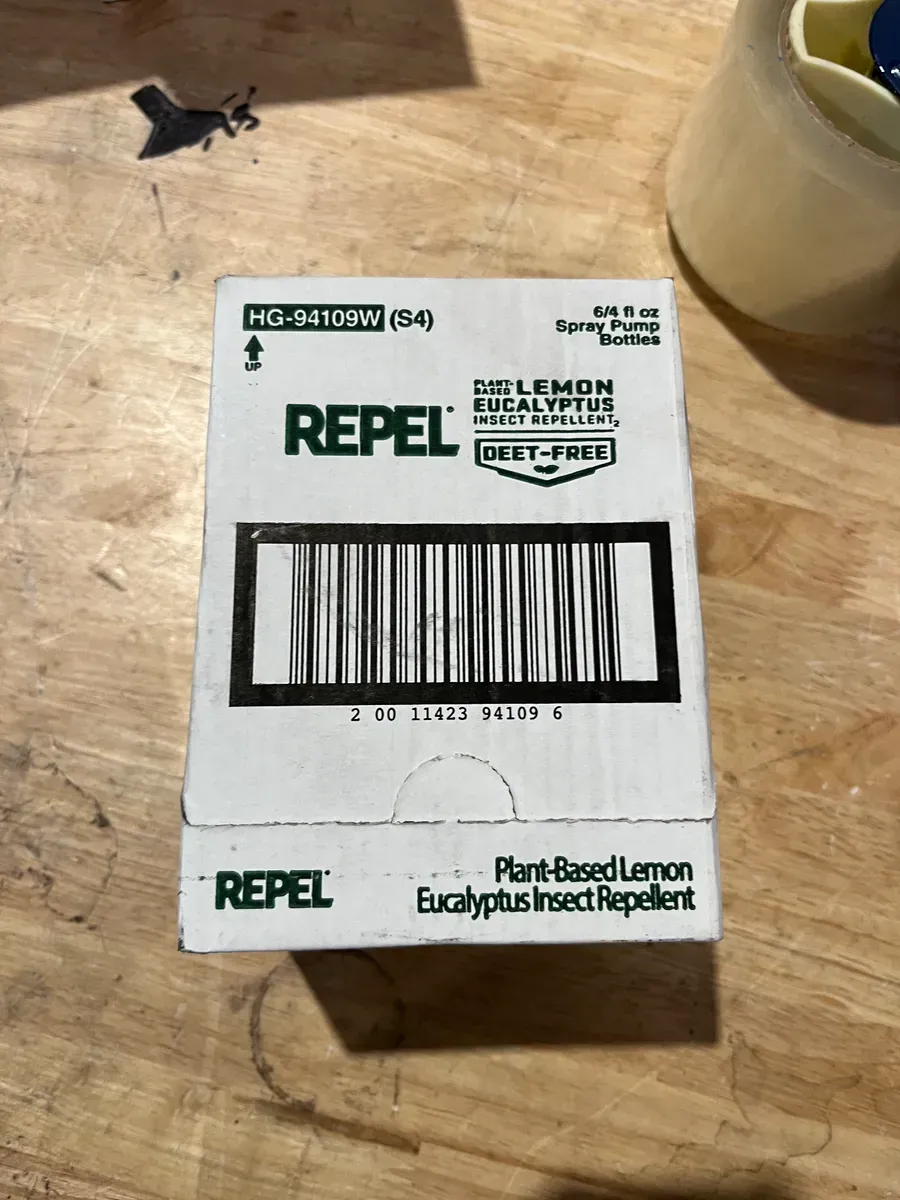 HG-94109W (S4)
UP
6/4 fl oz
Spray Pump
Bottles
REPEL®
PLANT-
BASED LEMON
EUCALYPTUS
INSECT REPELLENT2
DEET-FREE
2 00 11423 94109 6
REPEL®
Plant-Based Lemon
Eucalyptus Insect Repellent